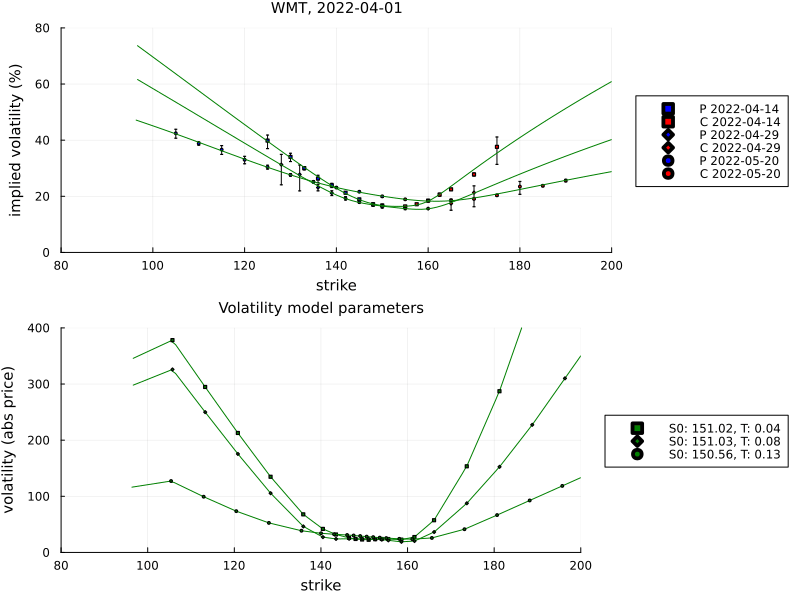 WMT, 2022-04-01
implied volatility (%)
80
60
40
20
0
80 100 120 140 160 180 200
strike
P 2022-04-14
C 2022-04-14
P 2022-04-29
C 2022-04-29
P 2022-05-20
C 2022-05-20
Volatility model parameters
volatility (abs price)
400
300
200
100
0
80 100 120 140 160 180 200
strike
S0: 151.02, T: 0.04
S0: 151.03, T: 0.08
S0: 150.56, T: 0.13